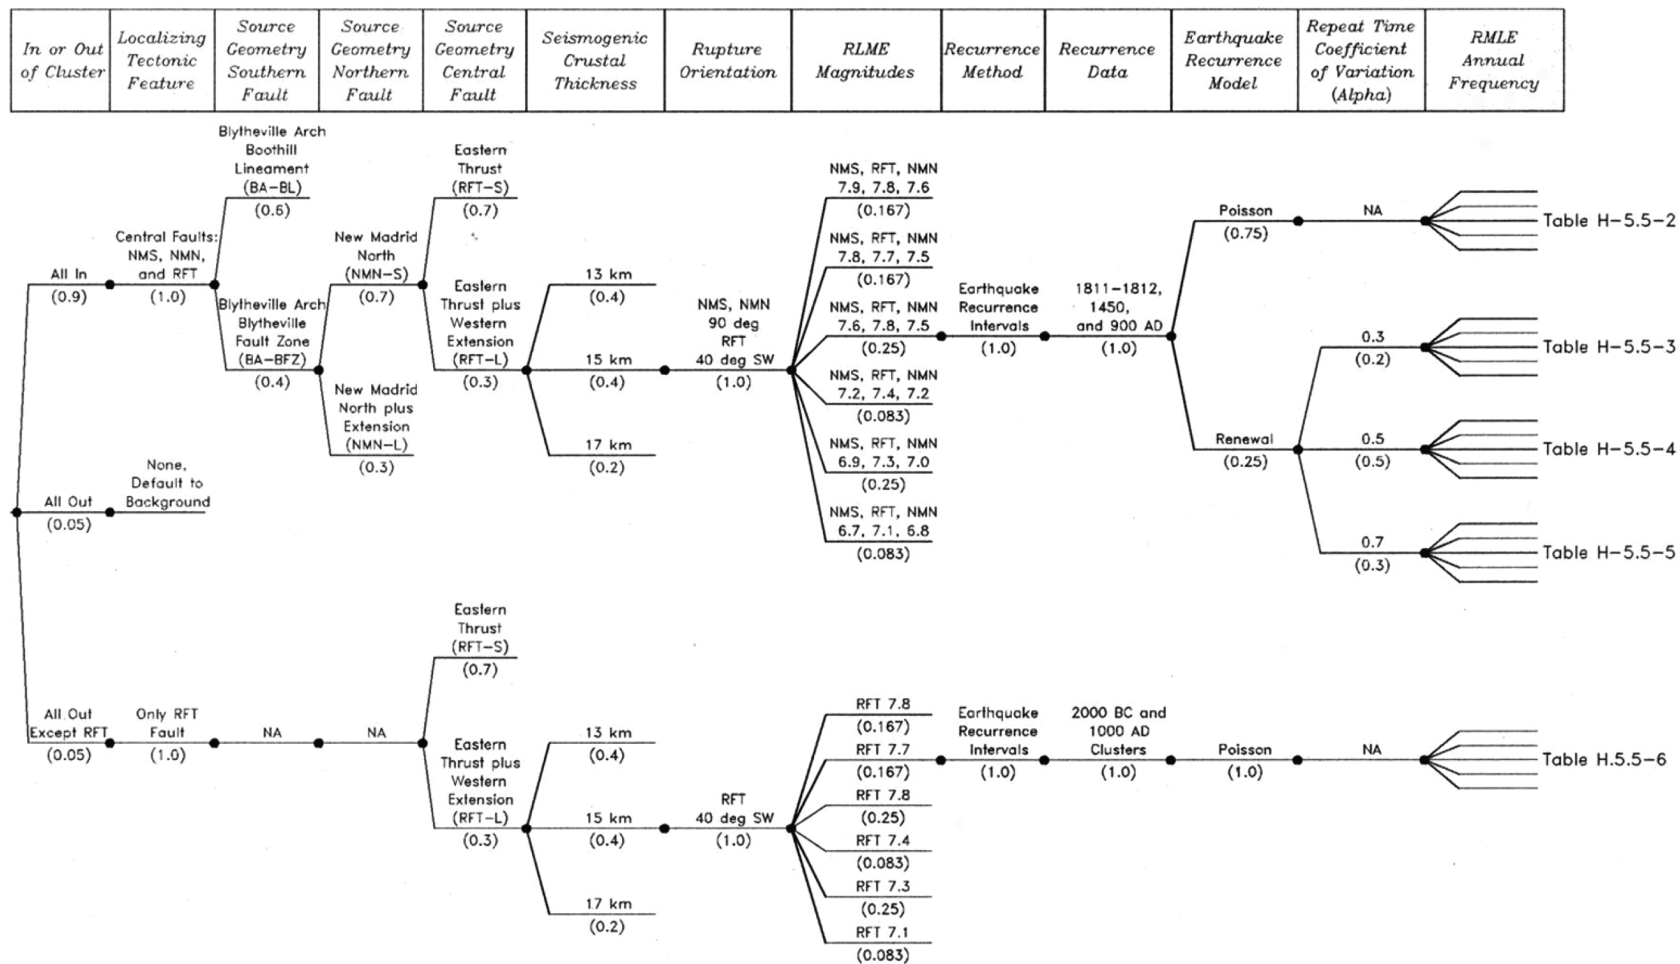 In or Out
of Cluster
Localizing
Tectonic
Feature
Source
Geometry
Southern
Fault
Source
Geometry
Northern
Fault
Source
Geometry
Central
Fault
Seismogenic
Crustal
Thickness
Rupture
Orientation
RLME
Magnitudes
Recurrence
Method
Recurrence
Data
Earthquake
Recurrence
Model
Repeat Time
Coefficient
of Variation
(Alpha)
RMLE
Annual
Frequency
All In
(0.9)
Central Faults:
NMS, NMN,
and RFT
(1.0)
Blytheville Arch
Boothill
Lineament
(BA-BL)
(0.6)
Blytheville Arch
Blytheville
Fault Zone
(BA-BFZ)
(0.4)
New Madrid
North
(NMN-S)
(0.7)
New Madrid
North plus
Extension
(NMN-L)
(0.3)
Eastern
Thrust
(RFT-S)
(0.7)
Eastern
Thrust plus
Western
Extension
(RFT-L)
(0.3)
13 km
(0.4)
15 km
(0.4)
17 km
(0.2)
NMS, NMN
90 deg
RFT
40 deg SW
(1.0)
NMS, RFT, NMN
7.9, 7.8, 7.6
(0.167)
NMS, RFT, NMN
7.8, 7.7, 7.5
(0.167)
NMS, RFT, NMN
7.6, 7.8, 7.5
(0.25)
NMS, RFT, NMN
7.2, 7.4, 7.2
(0.083)
NMS, RFT, NMN
6.9, 7.3, 7.0
(0.25)
NMS, RFT, NMN
6.7, 7.1, 6.8
(0.083)
Earthquake
Recurrence
Intervals
(1.0)
1811-1812,
1450,
and 900 AD
(1.0)
Poisson
(0.75)
NA
Table H-5.5-2
Renewal
(0.25)
0.3
(0.2)
Table H-5.5-3
0.5
(0.5)
Table H-5.5-4
0.7
(0.3)
Table H-5.5-5
All Out
(0.05)
None,
Default to
Background
All Out
Except RFT
(0.05)
Only RFT
Fault
(1.0)
NA
NA
Eastern
Thrust
(RFT-S)
(0.7)
Eastern
Thrust plus
Western
Extension
(RFT-L)
(0.3)
13 km
(0.4)
15 km
(0.4)
17 km
(0.2)
RFT
40 deg SW
(1.0)
RFT 7.8
(0.167)
RFT 7.7
(0.167)
RFT 7.8
(0.25)
RFT 7.4
(0.083)
RFT 7.3
(0.25)
RFT 7.1
(0.083)
Earthquake
Recurrence
Intervals
(1.0)
2000 BC and
1000 AD
Clusters
(1.0)
Poisson
(1.0)
NA
Table H.5.5-6